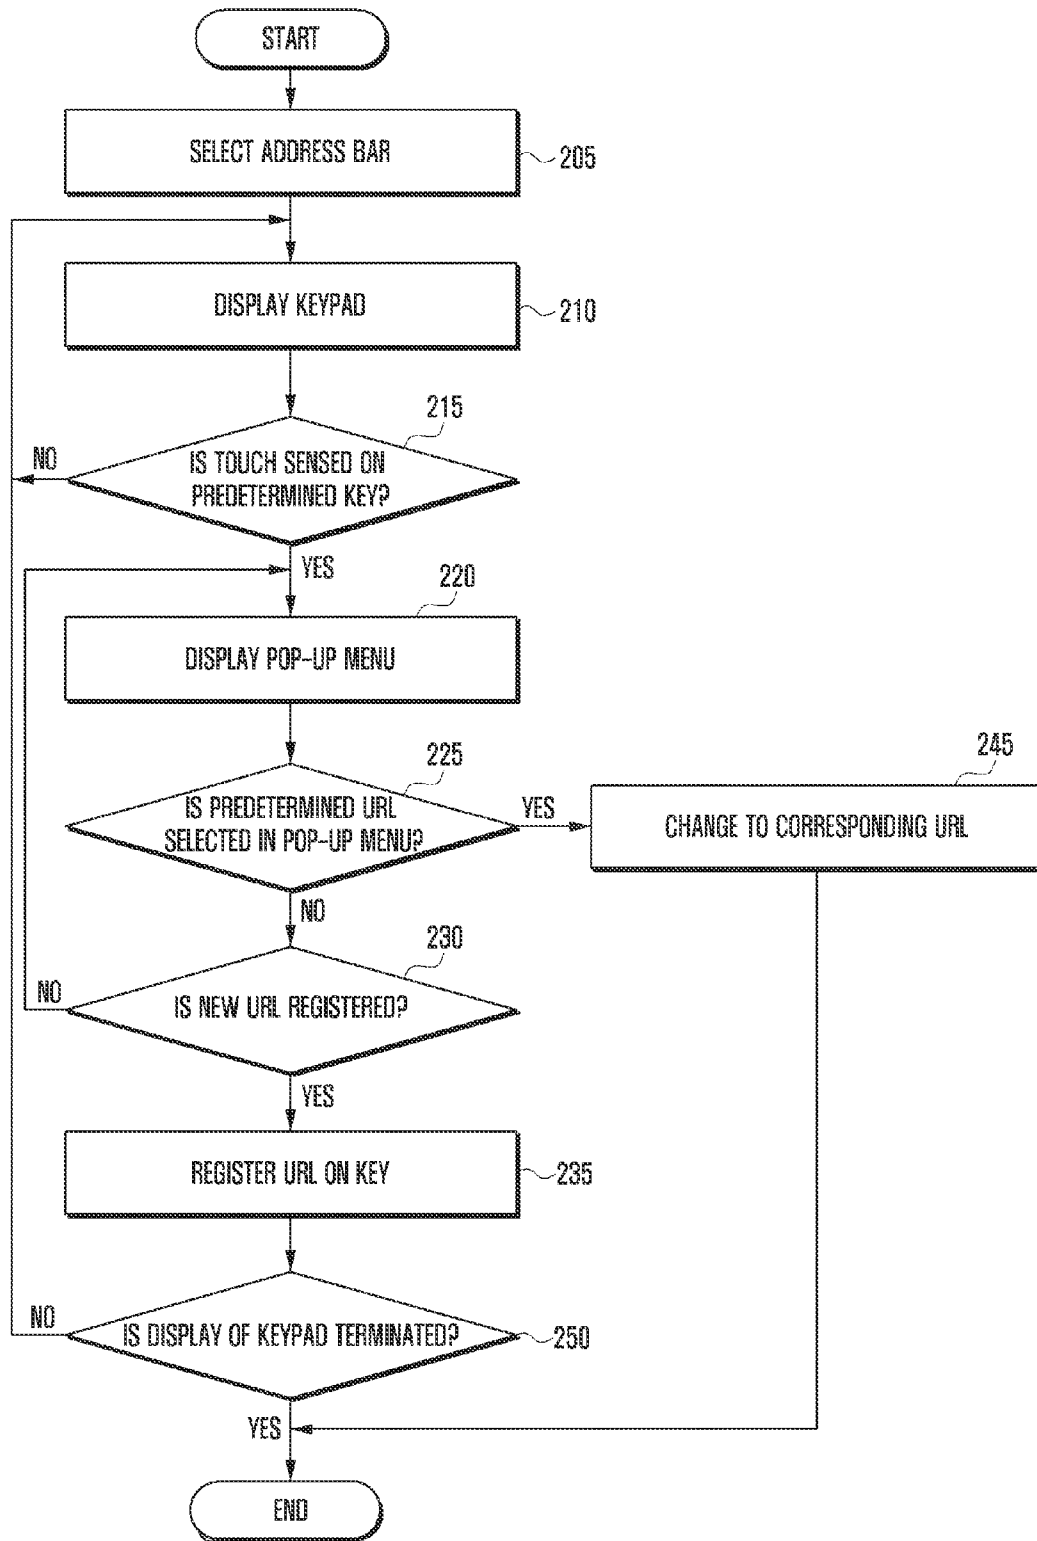 START
SELECT ADDRESS BAR
205
DISPLAY KEYPAD
210
215
NO
IS TOUCH SENSED ON
PREDETERMINED KEY?
YES
220
DISPLAY POP-UP MENU
225
245
IS PREDETERMINED URL
SELECTED IN POP-UP MENU?
YES
CHANGE TO CORRESPONDING URL
NO
230
NO
IS NEW URL REGISTERED?
YES
REGISTER URL ON KEY
235
NO
IS DISPLAY OF KEYPAD TERMINATED?
250
YES
END